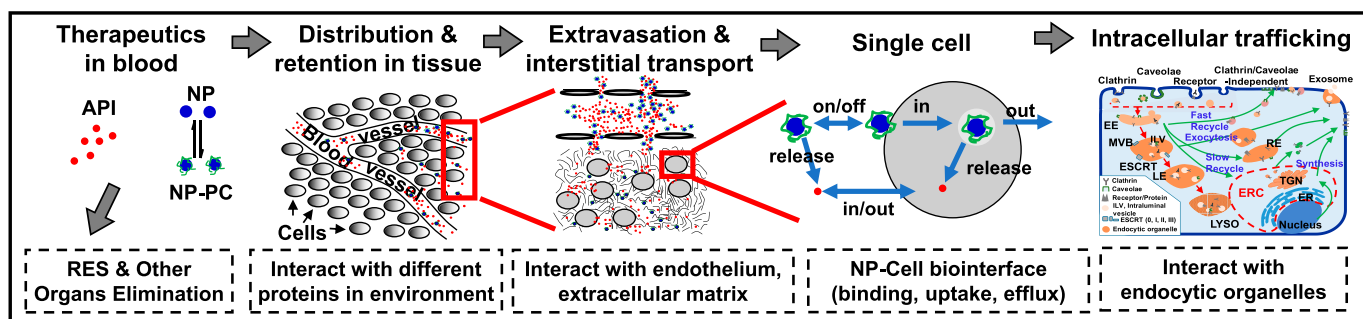 Therapeutics
in blood
Distribution &
retention in tissue
Extravasation &
interstitial transport
Single cell
Intracellular trafficking
API
NP
NP-PC
Blood vessel
vessel
Cells
on/off
in
out
release
release
in/out
Clathrin
Caveolae
Receptor
Clathrin/Caveolae
-Independent
Exosome
EE
ILV
MVB
ESCRT
LE
Fast
Recycle
Exocytosis
Slow
Recycle
RE
Synthesis
ERC
TGN
ER
LYSO
Nucleus
Clathrin
Caveolae
Receptor/Protein
ILV, Intraluminal
vesicle
ESCRT (0, I, II, III)
Endocytic organelle
RES & Other
Organs Elimination
Interact with different
proteins in environment
Interact with endothelium,
extracellular matrix
NP-Cell biointerface
(binding, uptake, efflux)
Interact with
endocytic organelles